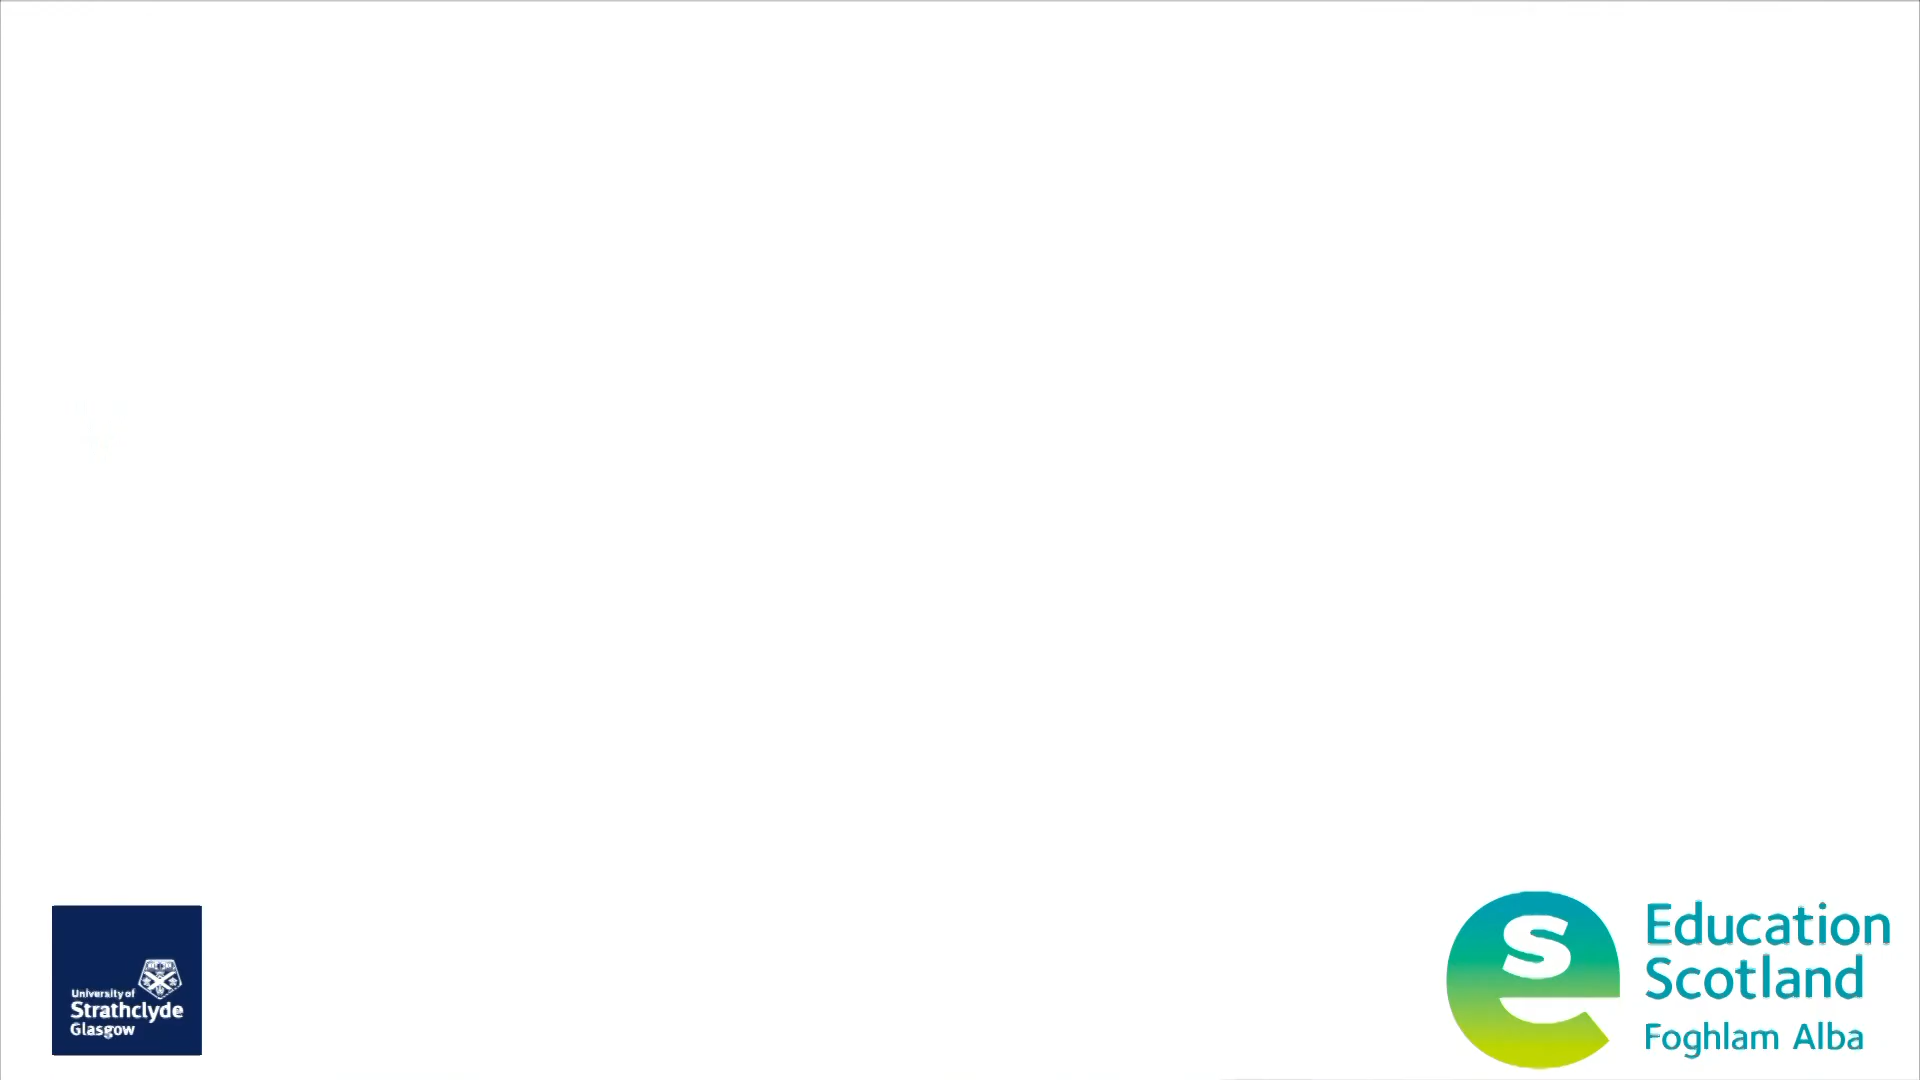 University of
Strathclyde
Glasgow
Education
Scotland
Foghlam Alba